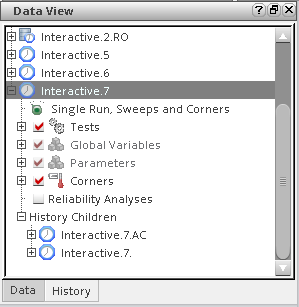 Data View
Interactive.2.RO
Interactive.5
Interactive.6
Interactive.7
Single Run, Sweeps and Corners
Tests
Global Variables
Parameters
Corners
Reliability Analyses
History Children
Interactive.7.AC
Interactive.7.
Data History